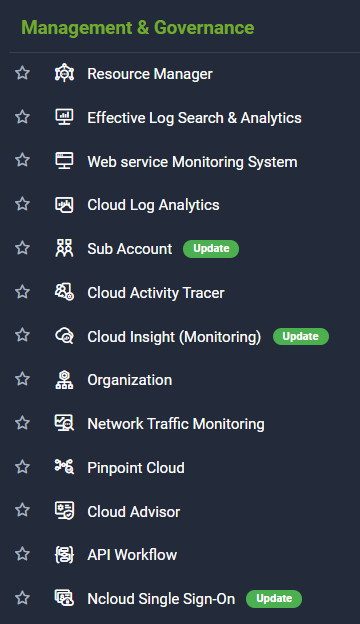 Management & Governance
Resource Manager
Effective Log Search & Analytics
Web service Monitoring System
Cloud Log Analytics
Sub Account Update
Cloud Activity Tracer
Cloud Insight (Monitoring) Update
Organization
Network Traffic Monitoring
Pinpoint Cloud
Cloud Advisor
API Workflow
Ncloud Single Sign-On Update